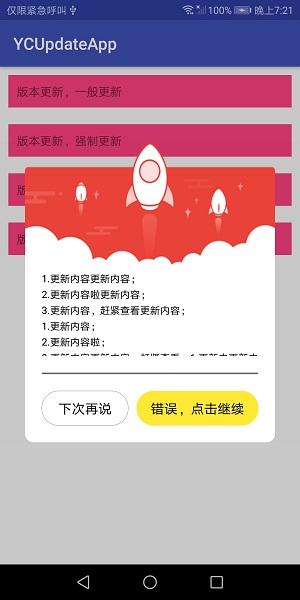 仅限紧急呼叫 100% 晚上7:21
YCUpdateApp
版本更新，一般更新
版本更新，强制更新
版
版
1.更新内容更新内容；
2.更新内容啦更新内容；
3.更新内容，赶紧查看更新内容；
1.更新内容；
2.更新内容啦；
下次再说
错误，点击继续